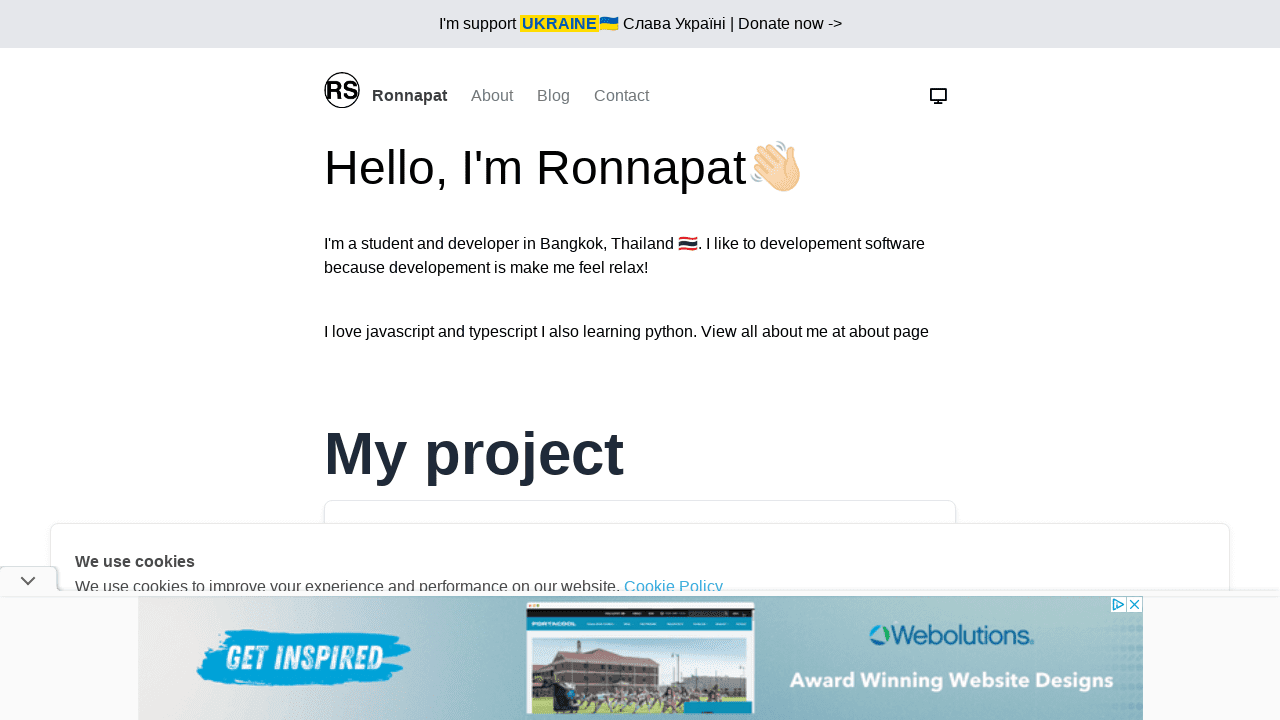 I'm support UKRAINE🇺🇦 Слава Україні | Donate now ->
RS
Ronnapat
About
Blog
Contact
Hello, I'm Ronnapat👋🏻
I'm a student and developer in Bangkok, Thailand 🇹🇭. I like to developement software
because developement is make me feel relax!
I love javascript and typescript I also learning python. View all about me at about page
My project
We use cookies
We use cookies to improve your experience and performance on our website. Cookie Policy
GET INSPIRED
PORTACOOL
Webolutions
Award Winning Website Designs